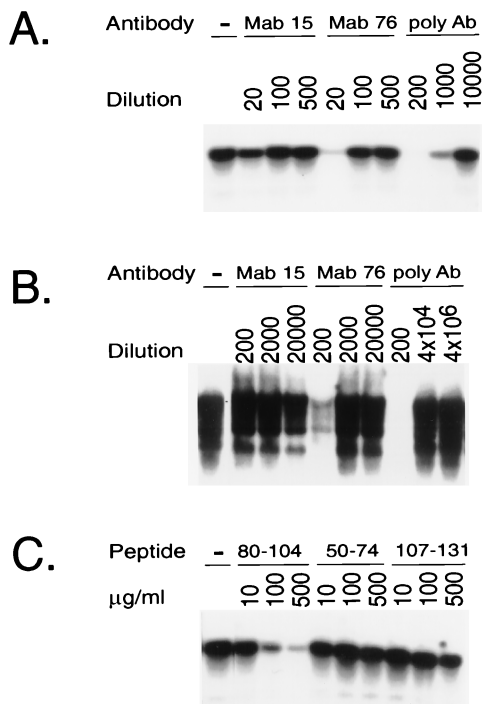 A.
Antibody - Mab 15 Mab 76 poly Ab
Dilution 20 100 500 20 100 500 200 1000 10000
B.
Antibody - Mab 15 Mab 76 poly Ab
Dilution 200 2000 20000 200 2000 20000 200 4x10⁴ 4x10⁶
C.
Peptide - 80-104 50-74 107-131
µg/ml 10 100 500 10 100 500 10 100 500